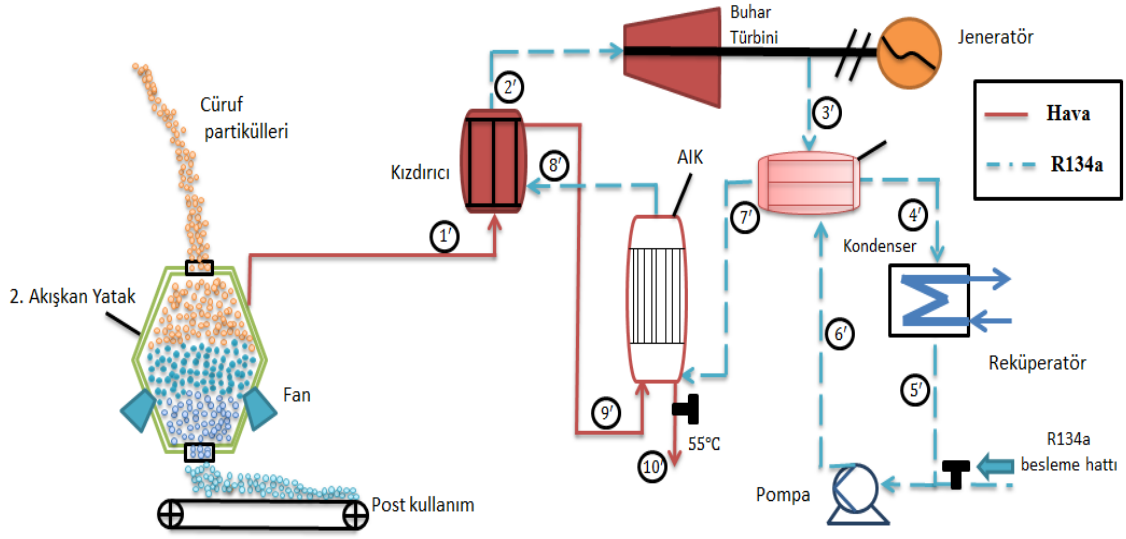 Cüruf
partikülleri
2. Akışkan Yatak
Fan
Post kullanım
1'
Kızdırıcı
2'
8'
9'
10'
55°C
AIK
Buhar
Türbini
3'
7'
4'
Kondenser
6'
5'
Pompa
Reküperatör
R134a
besleme hattı
Jeneratör
Hava
R134a